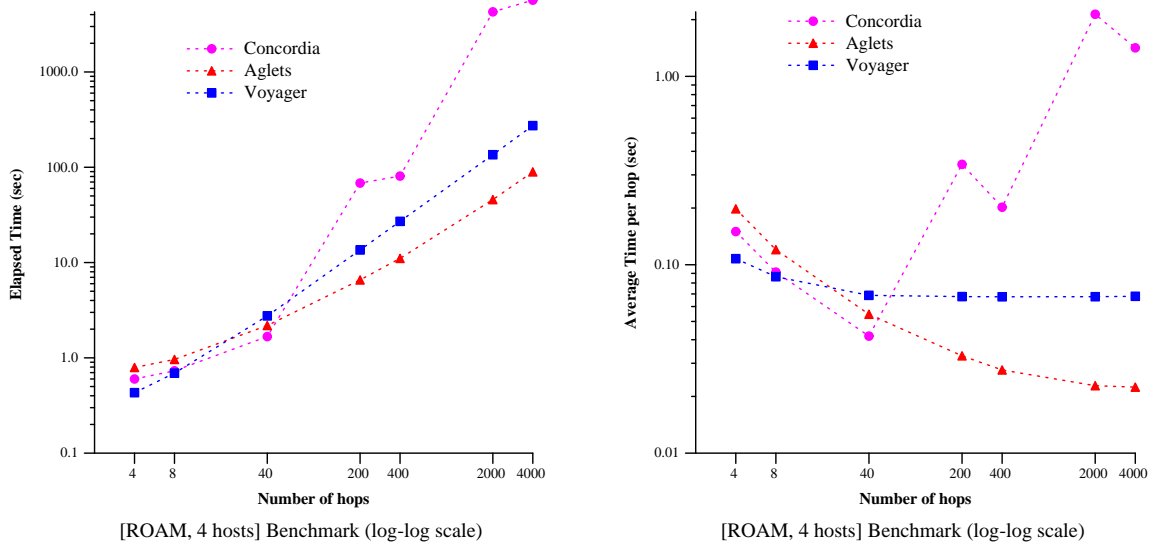 Concordia
Aglets
Voyager
1000.0
100.0
10.0
1.0
0.1
Elapsed Time (sec)
4 8 40 200 400 2000 4000
Number of hops
[ROAM, 4 hosts] Benchmark (log-log scale)
Concordia
Aglets
Voyager
1.00
0.10
0.01
Average Time per hop (sec)
4 8 40 200 400 2000 4000
Number of hops
[ROAM, 4 hosts] Benchmark (log-log scale)